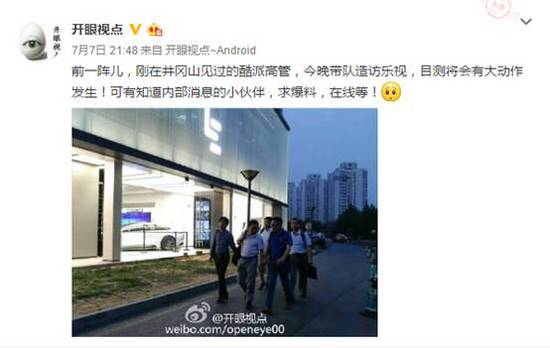 开眼视点
7月7日 21:48 来自 开眼视点~Android
前一阵儿，刚在井冈山见过的酷派高管，今晚带队造访乐视，目测将会有大动作
发生！可有知道内部消息的小伙伴，求爆料，在线等！
开眼视点
@开眼视点
weibo.com/openeye00